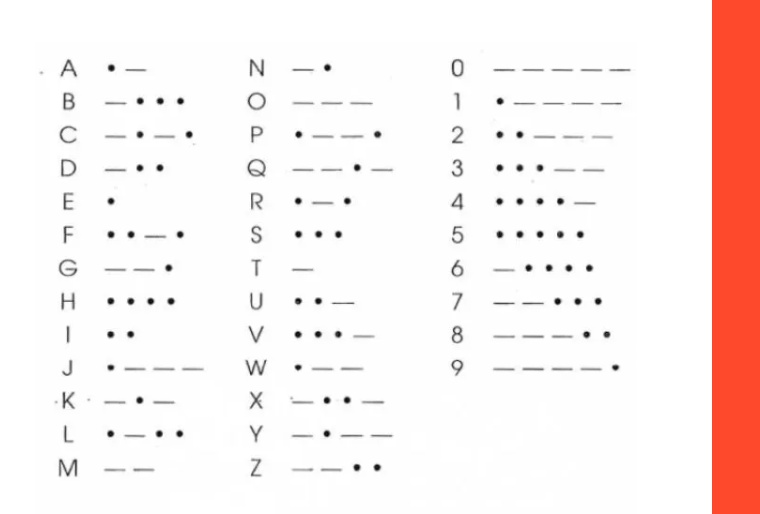 A • —
B — • • •
C — • — •
D — • •
E •
F • • — •
G — — •
H • • • •
I • •
J • — — —
K — • —
L • — • •
M — —
N — •
O — — —
P • — — •
Q — — • —
R • — •
S • • •
T —
U • • —
V • • • —
W • — —
X — • • —
Y — • — —
Z — — • •
0 — — — — —
1 • — — — —
2 • • — — —
3 • • • — —
4 • • • • —
5 • • • • •
6 — • • • •
7 — — • • •
8 — — — • •
9 — — — — •